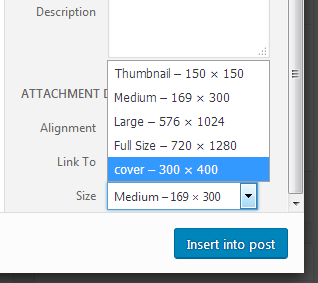 Description
ATTACHMENT D
Thumbnail – 150 × 150
Medium – 169 × 300
Large – 576 × 1024
Full Size – 720 × 1280
cover – 300 × 400
Alignment
Link To
Size
Medium – 169 × 300
Insert into post